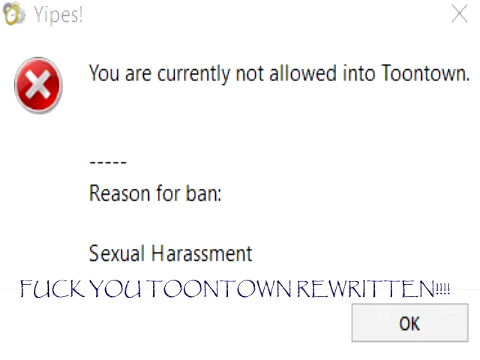 Yipes!
You are currently not allowed into Toontown.
-----
Reason for ban:
Sexual Harassment
FUCK YOU TOONTOWN REWRITTEN!!!!
OK